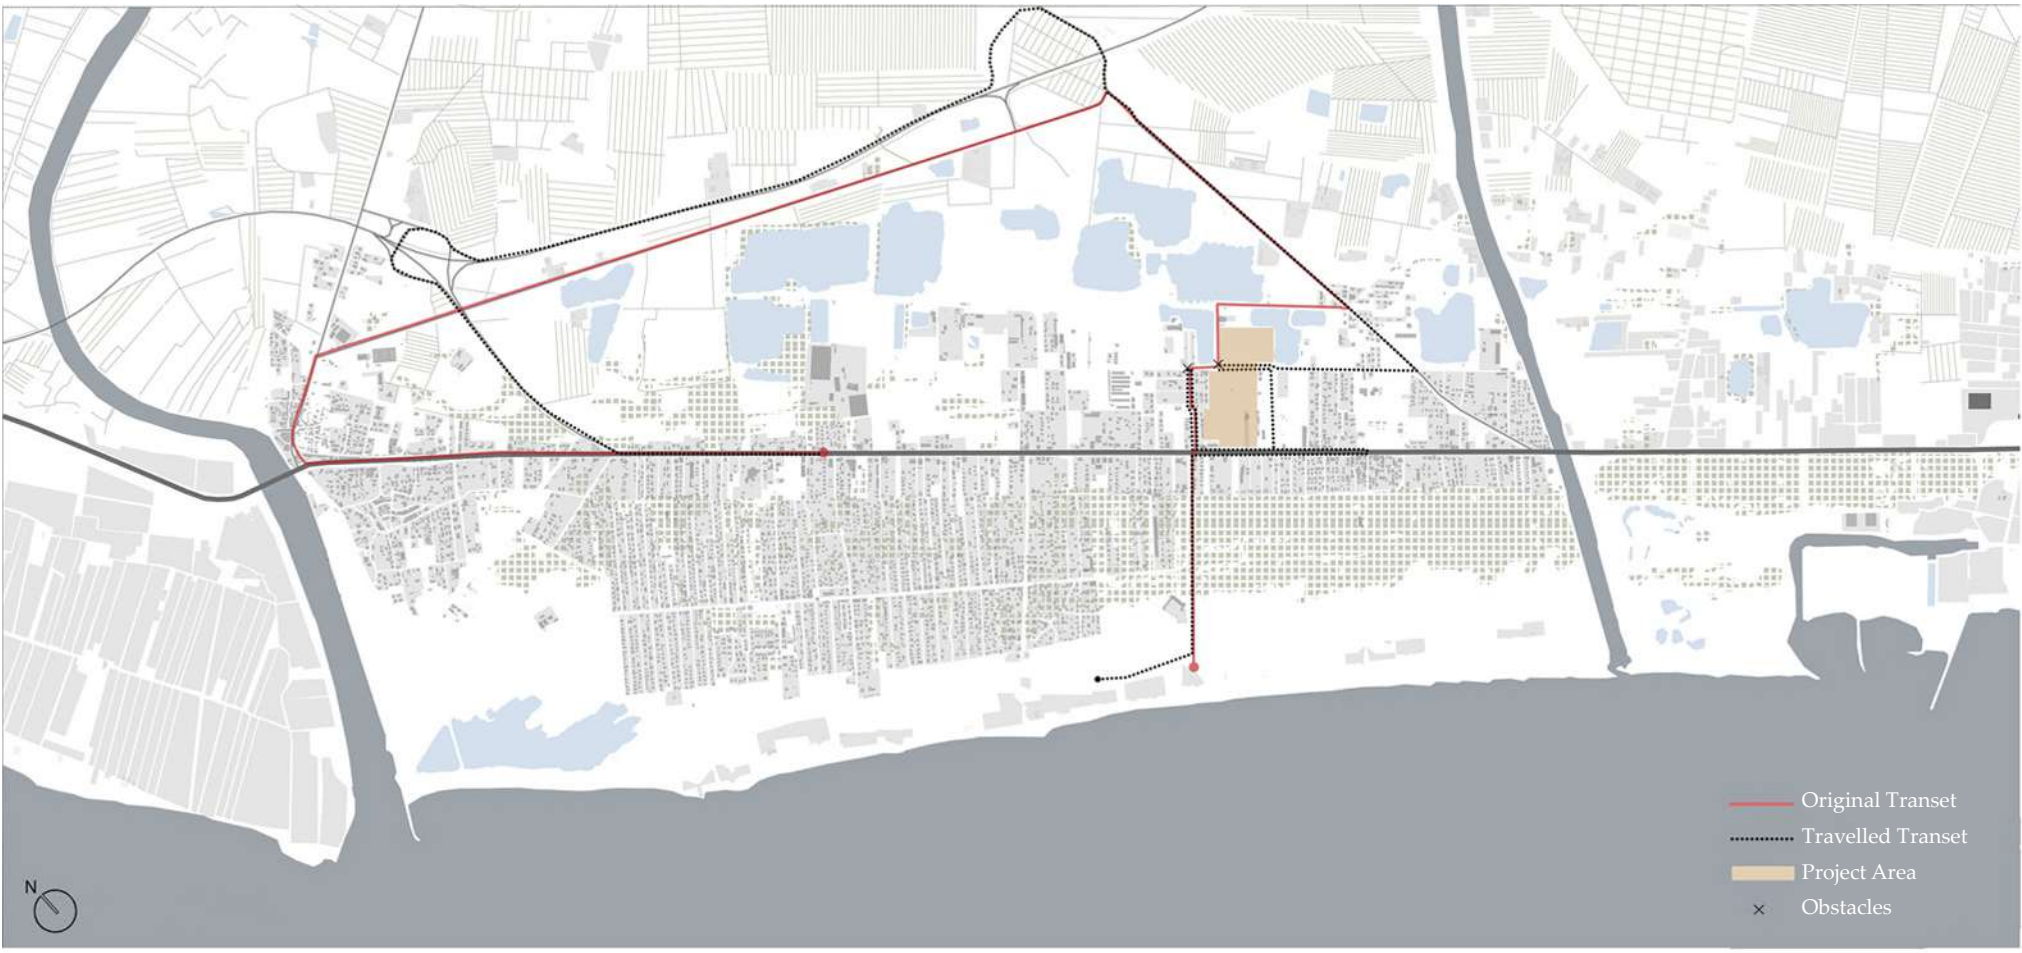 Original Transet
Travelled Transet
Project Area
Obstacles
N